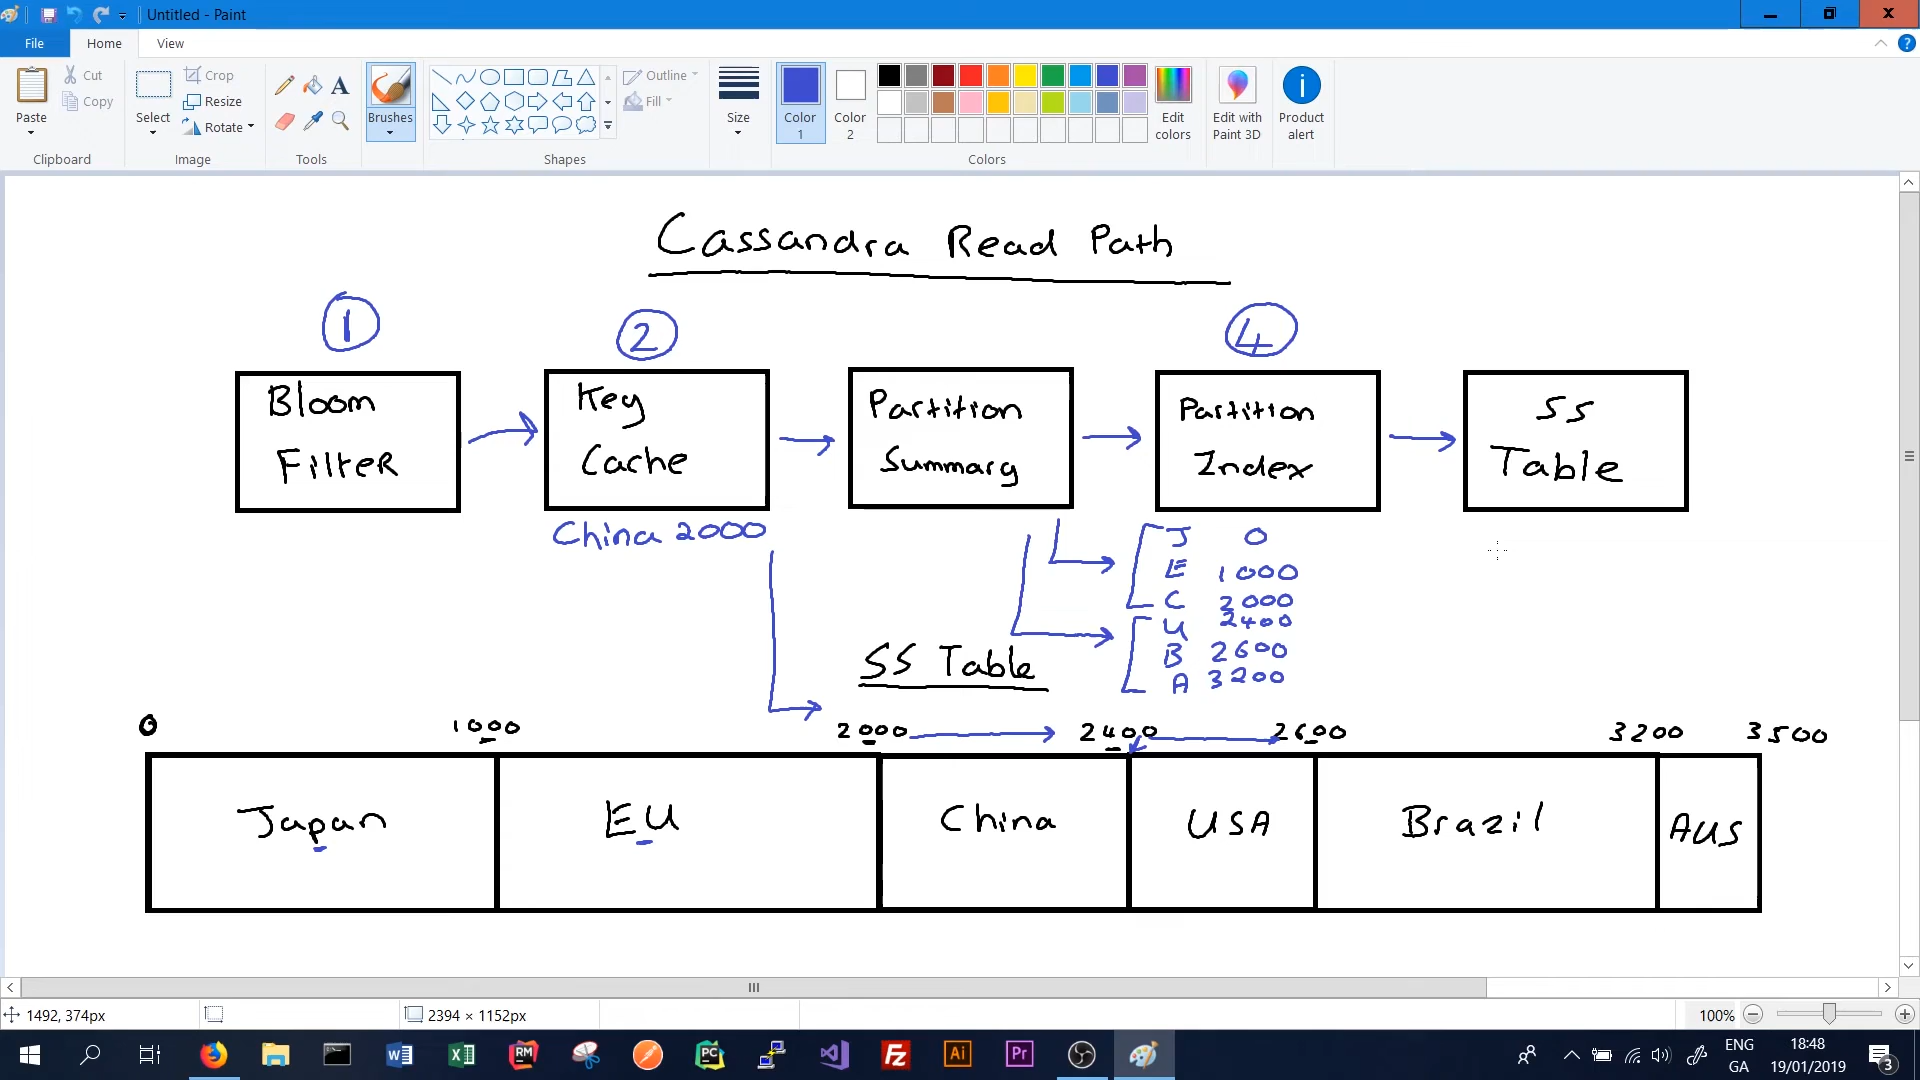 Untitled - Paint
File Home View
Paste
Cut
Copy
Clipboard
Select
Crop
Resize
Rotate
Image
Tools
Brushes
Shapes
Outline
Fill
Size
Color 1
Color 2
Colors
Edit colors
Edit with Paint 3D
Product alert
Cassandra Read Path
1 2 4
Bloom Filter
Key Cache
Partition Summary
Partition Index
SS Table
China 2000
J 0
E 1000
C 2000
U 2400
B 2600
A 3200
SS Table
0 1000 2000 2400 2600 3200 3500
Japan EU China USA Brazil AUS
1492, 374px
2394 × 1152px
100%
ENG
GA
18:48
19/01/2019
3